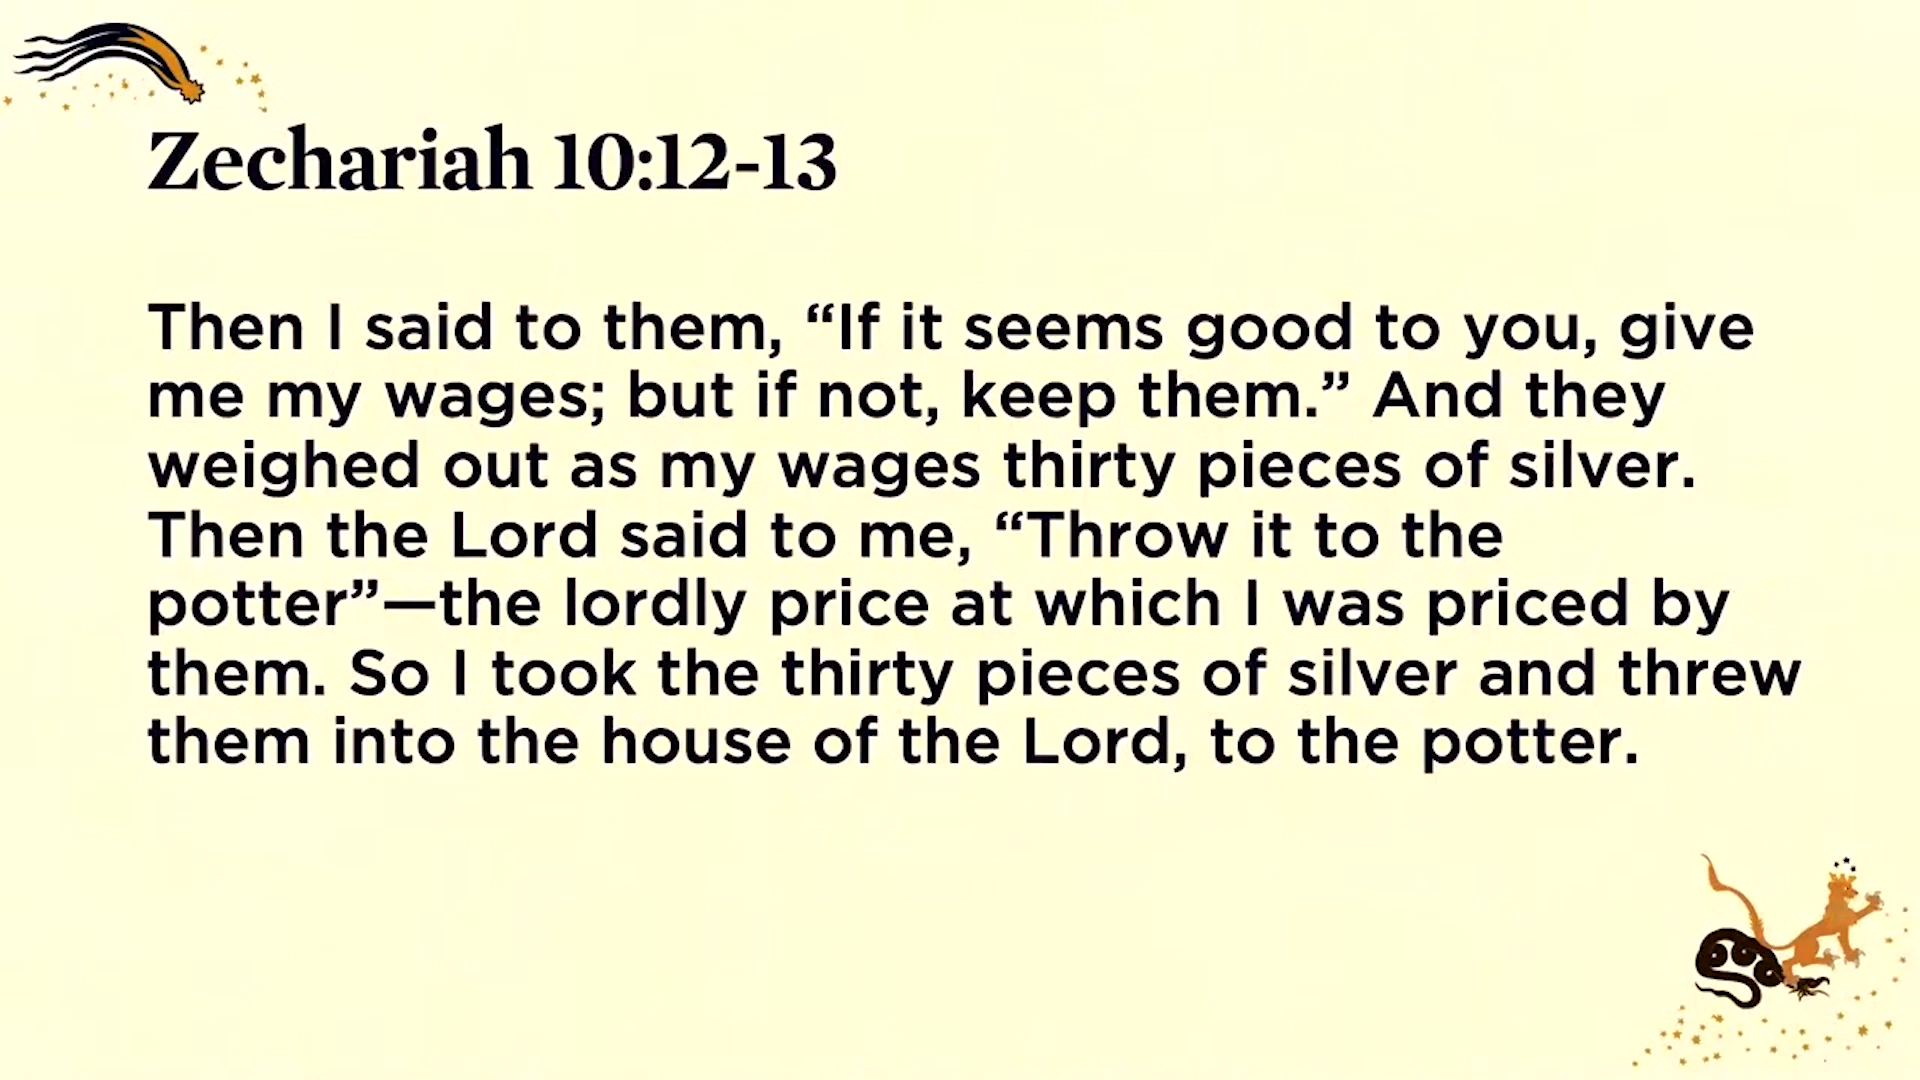 Zechariah 10:12-13
Then I said to them, “If it seems good to you, give
me my wages; but if not, keep them.” And they
weighed out as my wages thirty pieces of silver.
Then the Lord said to me, “Throw it to the
potter”—the lordly price at which I was priced by
them. So I took the thirty pieces of silver and threw
them into the house of the Lord, to the potter.